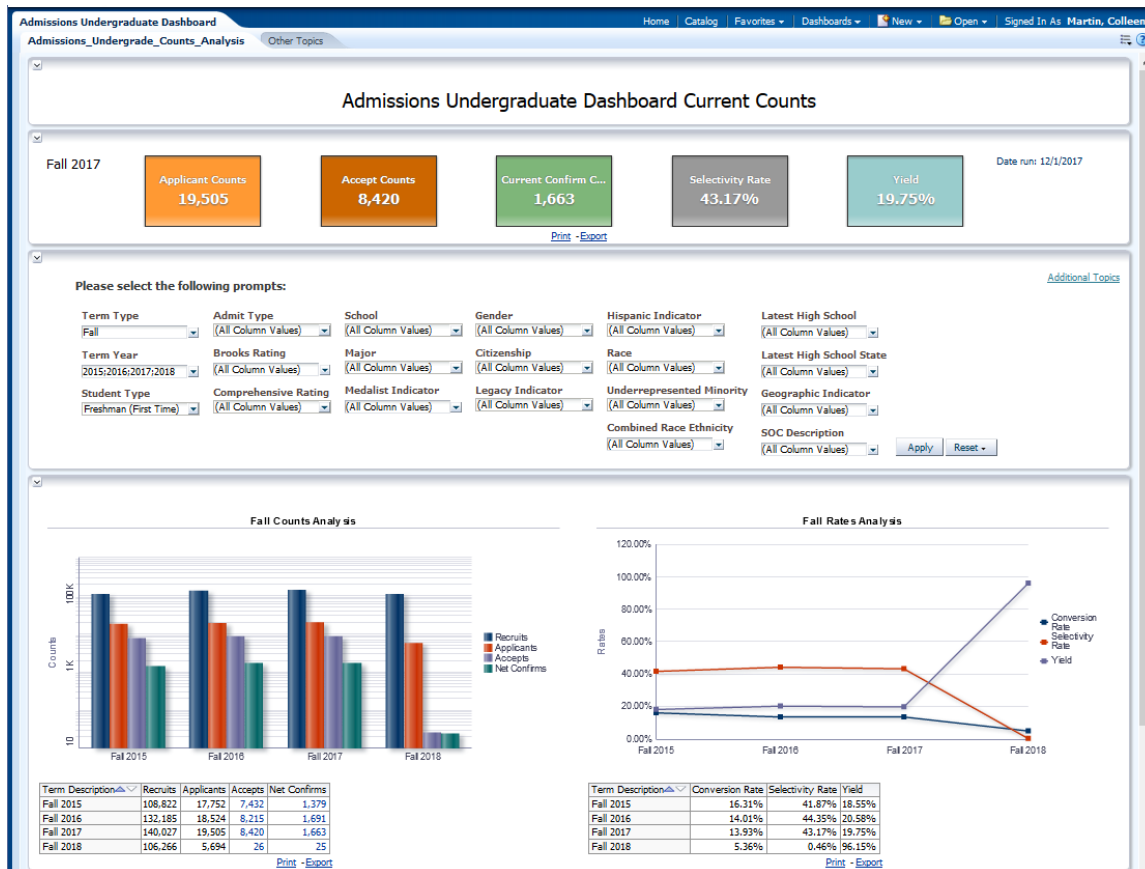 Admissions Undergraduate Dashboard
Home Catalog Favorites Dashboards New Open Signed In As Martin, Colleen
Admissions_Undergrade_Counts_Analysis Other Topics
Admissions Undergraduate Dashboard Current Counts
Fall 2017
Applicant Counts
19,505
Accept Counts
8,420
Current Confirm C...
1,663
Selectivity Rate
43.17%
Yield
19.75%
Date run: 12/1/2017
Print - Export
Additional Topics
Please select the following prompts:
Term Type Admit Type School Gender Hispanic Indicator Latest High School
Fall (All Column Values) (All Column Values) (All Column Values) (All Column Values) (All Column Values)
Term Year Brooks Rating Major Citizenship Race Latest High School State
2015;2016;2017;2018 (All Column Values) (All Column Values) (All Column Values) (All Column Values) (All Column Values)
Student Type Comprehensive Rating Medalist Indicator Legacy Indicator Underrepresented Minority Geographic Indicator
Freshman (First Time) (All Column Values) (All Column Values) (All Column Values) (All Column Values) (All Column Values)
Combined Race Ethnicity SOC Description
(All Column Values) (All Column Values) Apply Reset
Fall Counts Analysis
Counts
100K
1K
10
Fall 2015 Fall 2016 Fall 2017 Fall 2018
Recruits
Applicants
Accepts
Net Confirms
Term Description Recruits Applicants Accepts Net Confirms
Fall 2015 108,822 17,752 7,432 1,379
Fall 2016 132,185 18,524 8,215 1,691
Fall 2017 140,027 19,505 8,420 1,663
Fall 2018 106,266 5,694 26 25
Print - Export
Fall Rates Analysis
Rates
120.00%
100.00%
80.00%
60.00%
40.00%
20.00%
0.00%
Fall 2015 Fall 2016 Fall 2017 Fall 2018
Conversion
Rate
Selectivity
Rate
Yield
Term Description Conversion Rate Selectivity Rate Yield
Fall 2015 16.31% 41.87% 18.55%
Fall 2016 14.01% 44.35% 20.58%
Fall 2017 13.93% 43.17% 19.75%
Fall 2018 5.36% 0.46% 96.15%
Print - Export